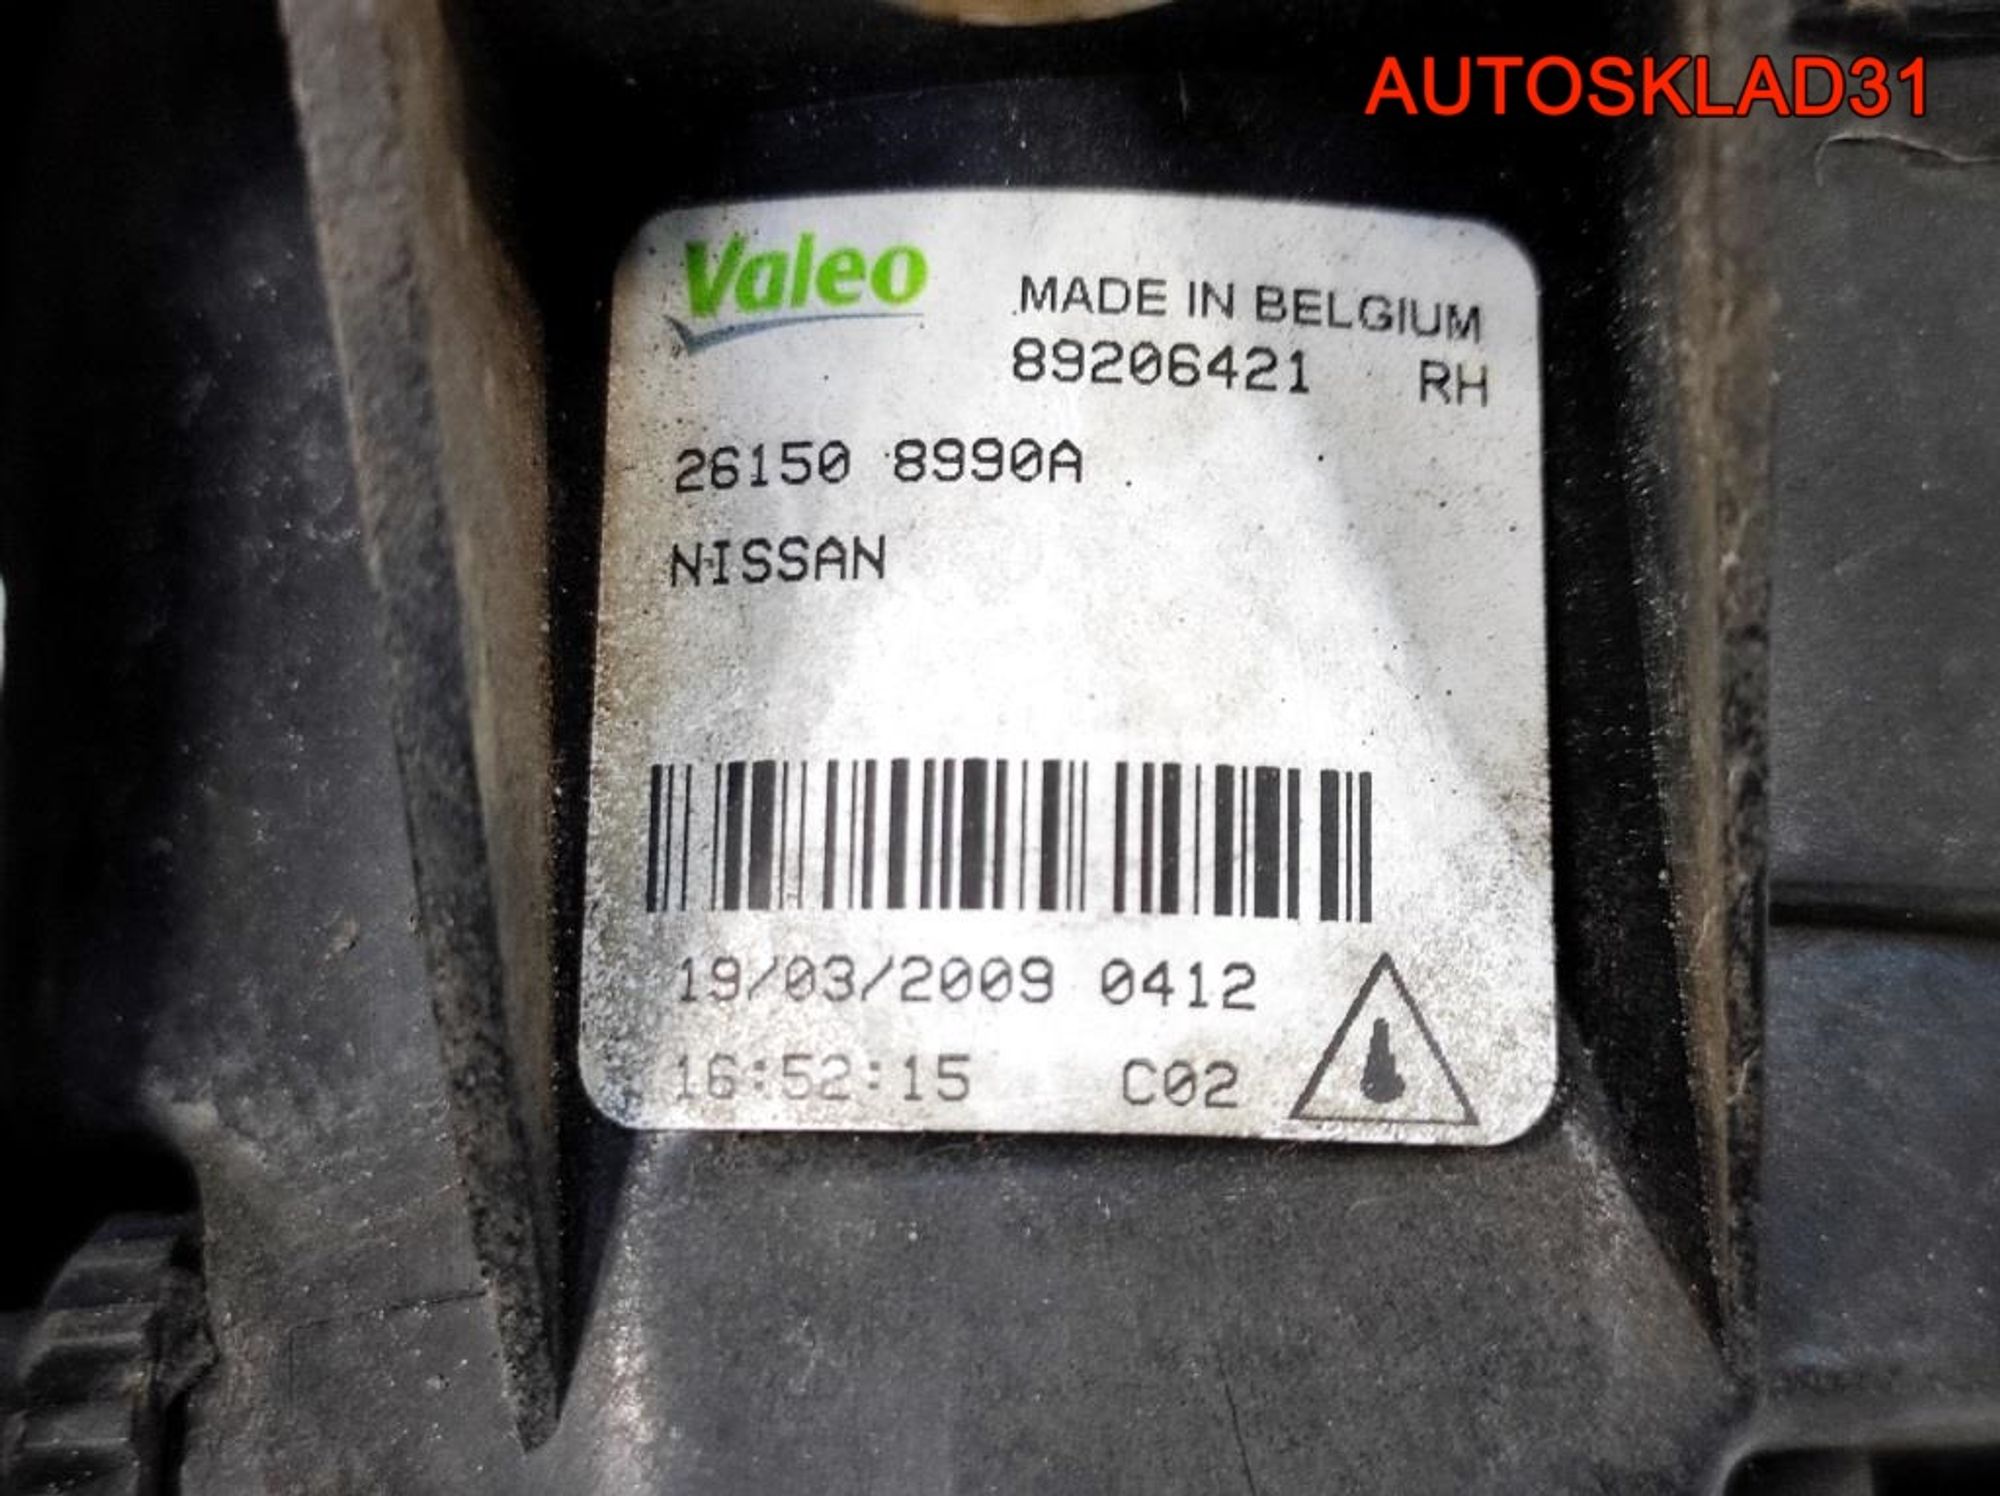 AUTOSKLAD31
Valeo
MADE IN BELGIUM
89206421 RH
26150 8990A
NISSAN
19/03/2009 0412
16:52:15 C02